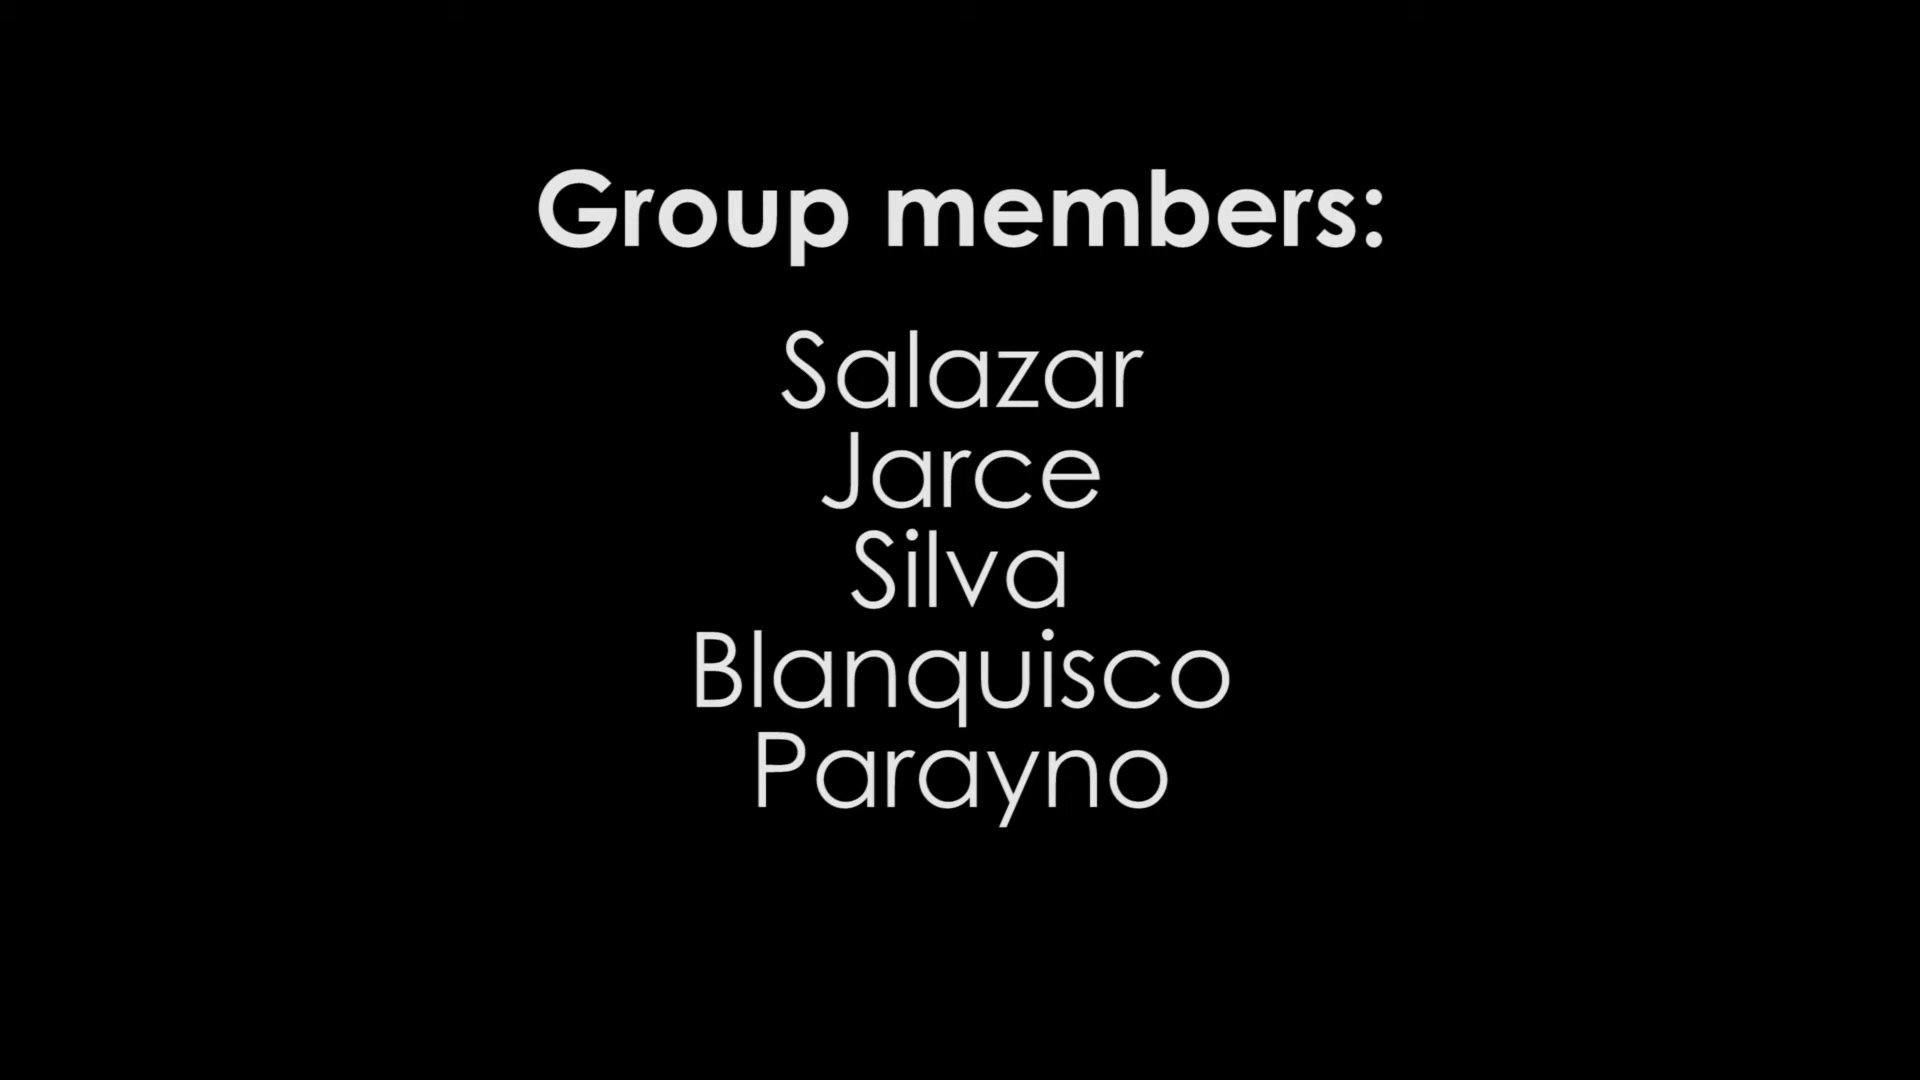 Group members:
Salazar
Jarce
Silva
Blanquisco
Parayno